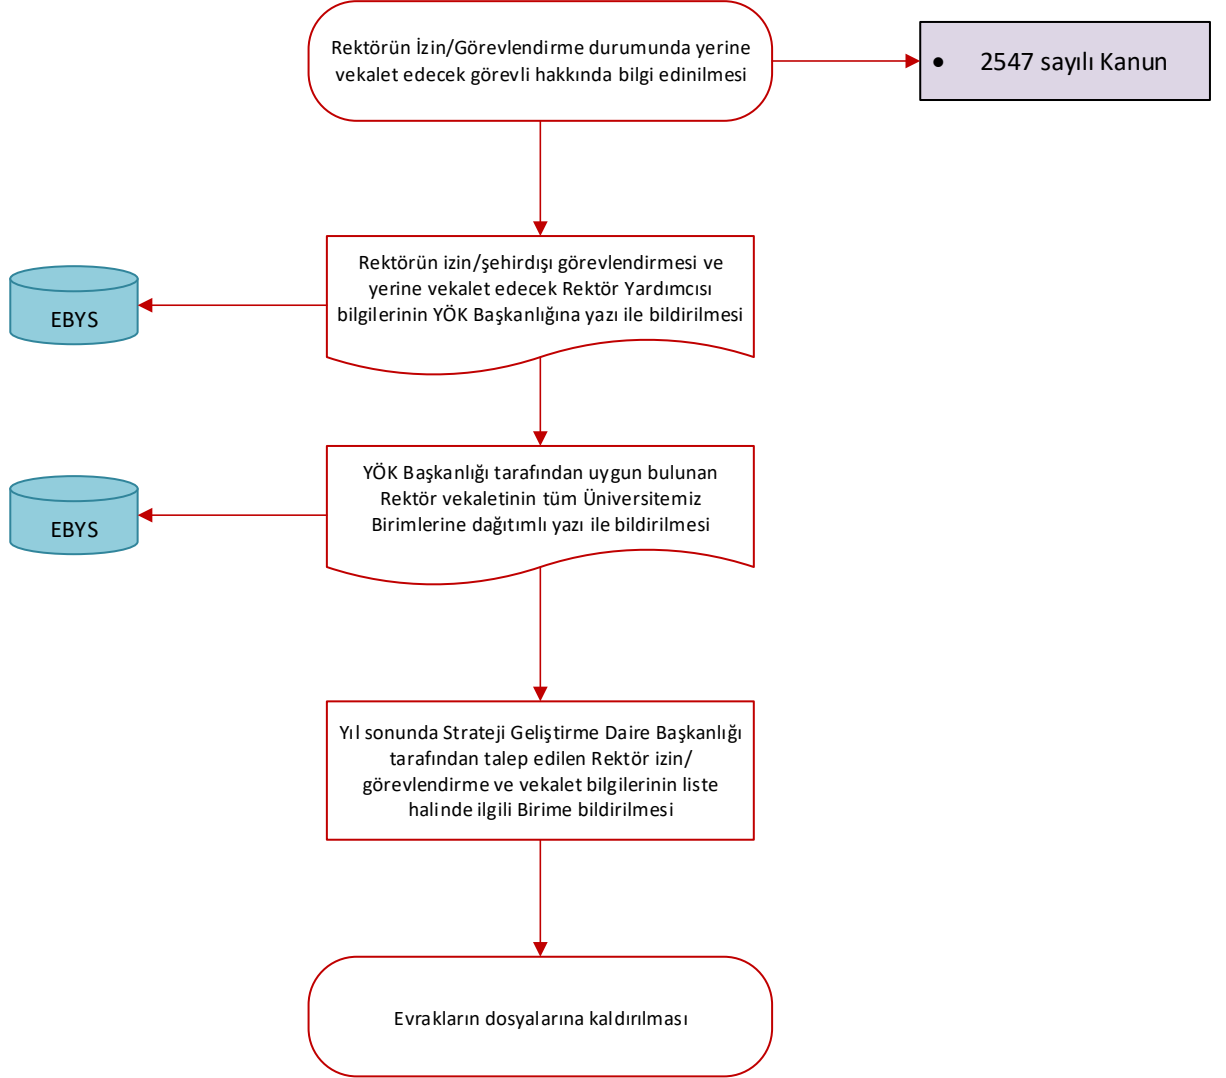 Rektörün İzin/Görevlendirme durumunda yerine
vekalet edecek görevli hakkında bilgi edinilmesi
• 2547 sayılı Kanun
Rektörün izin/şehirdışı görevlendirmesi ve
yerine vekalet edecek Rektör Yardımcısı
bilgilerinin YÖK Başkanlığına yazı ile bildirilmesi
EBYS
YÖK Başkanlığı tarafından uygun bulunan
Rektör vekaletinin tüm Üniversitemiz
Birimlerine dağıtımlı yazı ile bildirilmesi
EBYS
Yıl sonunda Strateji Geliştirme Daire Başkanlığı
tarafından talep edilen Rektör izin/
görevlendirme ve vekalet bilgilerinin liste
halinde ilgili Birime bildirilmesi
Evrakların dosyalarına kaldırılması